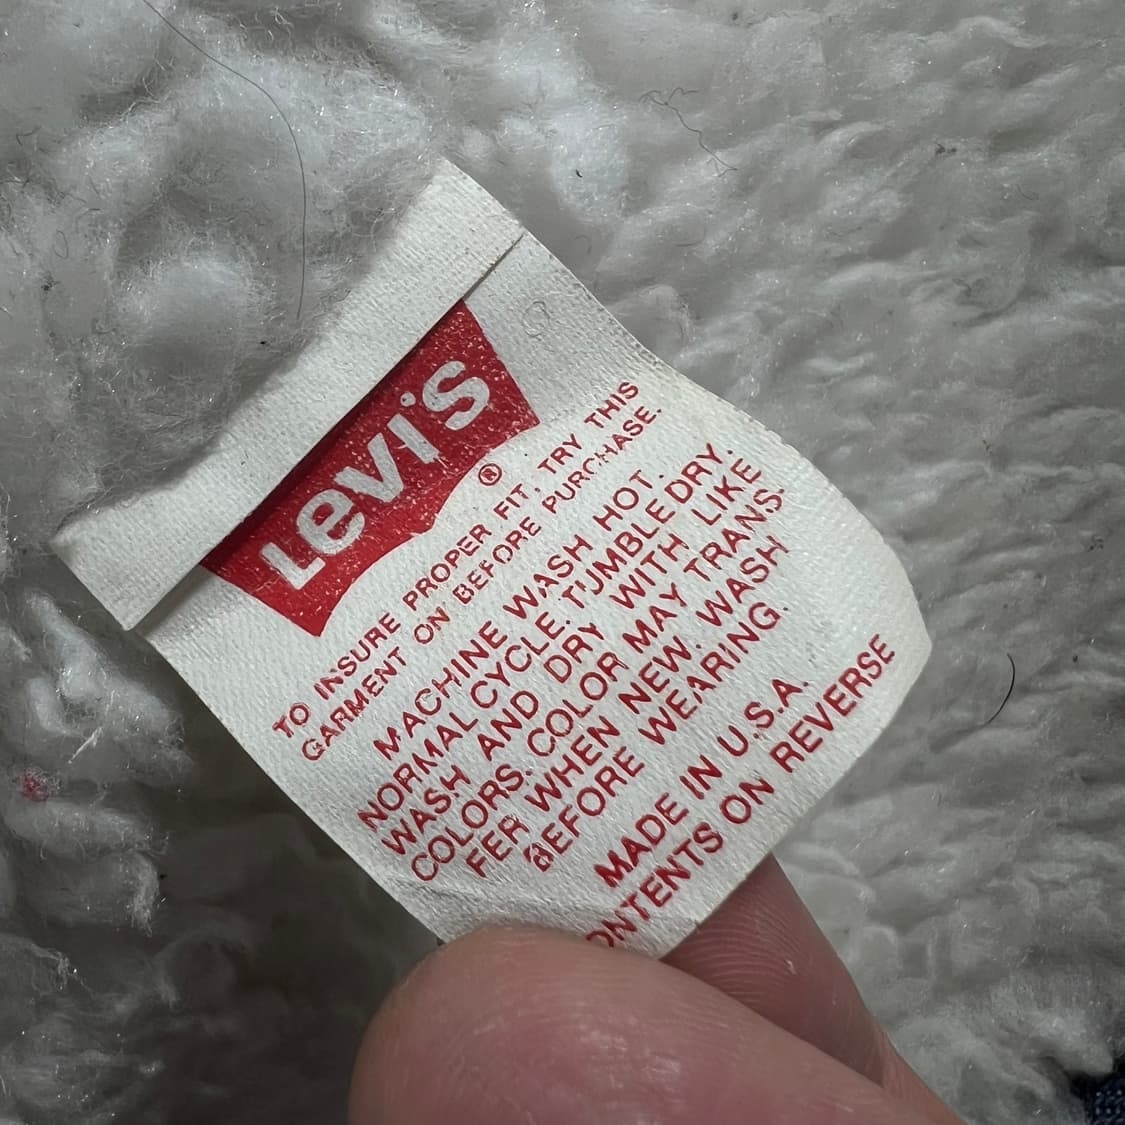 Levi's
®
TO INSURE PROPER FIT, TRY THIS
GARMENT ON BEFORE PURCHASE.
MACHINE WASH HOT.
NORMAL CYCLE. TUMBLE DRY.
WASH AND DRY WITH LIKE
COLORS. COLOR MAY TRANS.
FER WHEN NEW. WASH
BEFORE WEARING.
MADE IN U.S.A.
ONTENTS ON REVERSE